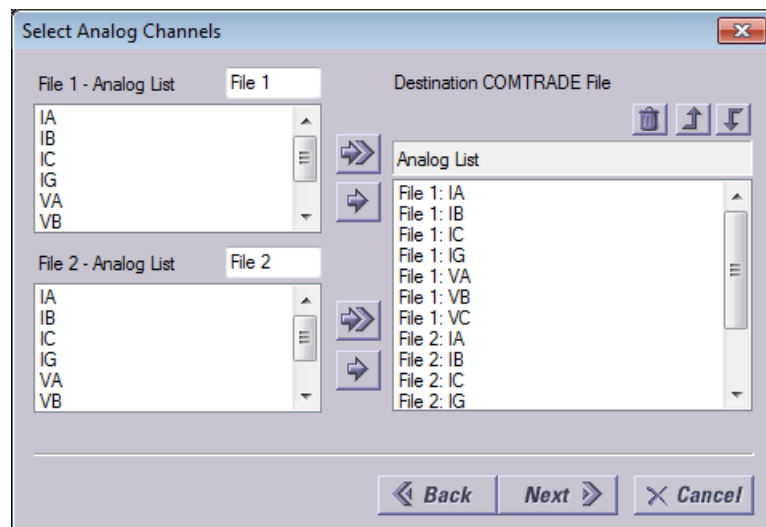 Select Analog Channels
File 1 - Analog List
File 1
IA
IB
IC
IG
VA
VB
File 2 - Analog List
File 2
IA
IB
IC
IG
VA
VB
Destination COMTRADE File
Analog List
File 1: IA
File 1: IB
File 1: IC
File 1: IG
File 1: VA
File 1: VB
File 1: VC
File 2: IA
File 2: IB
File 2: IC
File 2: IG
Back
Next
Cancel